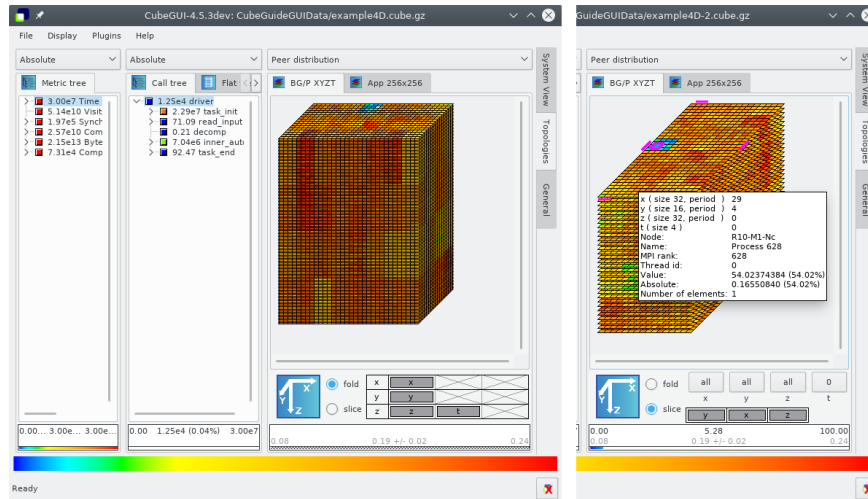 CubeGUI-4.5.3dev: CubeGuideGUIData/example4D.cube.gz
File Display Plugins Help
Absolute
Absolute
Peer distribution
Metric tree
Call tree
Flat
BG/P XYZT
App 256x256
3.00e7 Time
5.14e10 Visit
1.97e5 Synch
2.57e10 Com
2.15e13 Byte
7.31e4 Comp
1.25e4 driver
2.29e7 task_init
71.09 read_input
0.21 decomp
7.04e6 inner_aut
92.47 task_end
System View
Topologies
General
X
Y
Z
fold
slice
x x
y y
z z t
0.00... 3.00e... 3.00e...
0.00 1.25e4 (0.04%) 3.00e7
0.08 0.19 +/- 0.02 0.24
Ready
GuideGUIData/example4D-2.cube.gz
Peer distribution
BG/P XYZT
App 256x256
x ( size 32, period ) 29
y ( size 16, period ) 4
z ( size 32, period ) 0
t ( size 4 ) 0
Node: R10-M1-Nc
Name: Process 628
MPI rank: 628
Thread id: 0
Value: 54.02374384 (54.02%)
Absolute: 0.16550840 (54.02%)
Number of elements: 1
System View
Topologies
General
X
Y
Z
fold
slice
all all all 0
x y z t
y x z
0.00 5.28 100.00
0.08 0.19 +/- 0.02 0.24